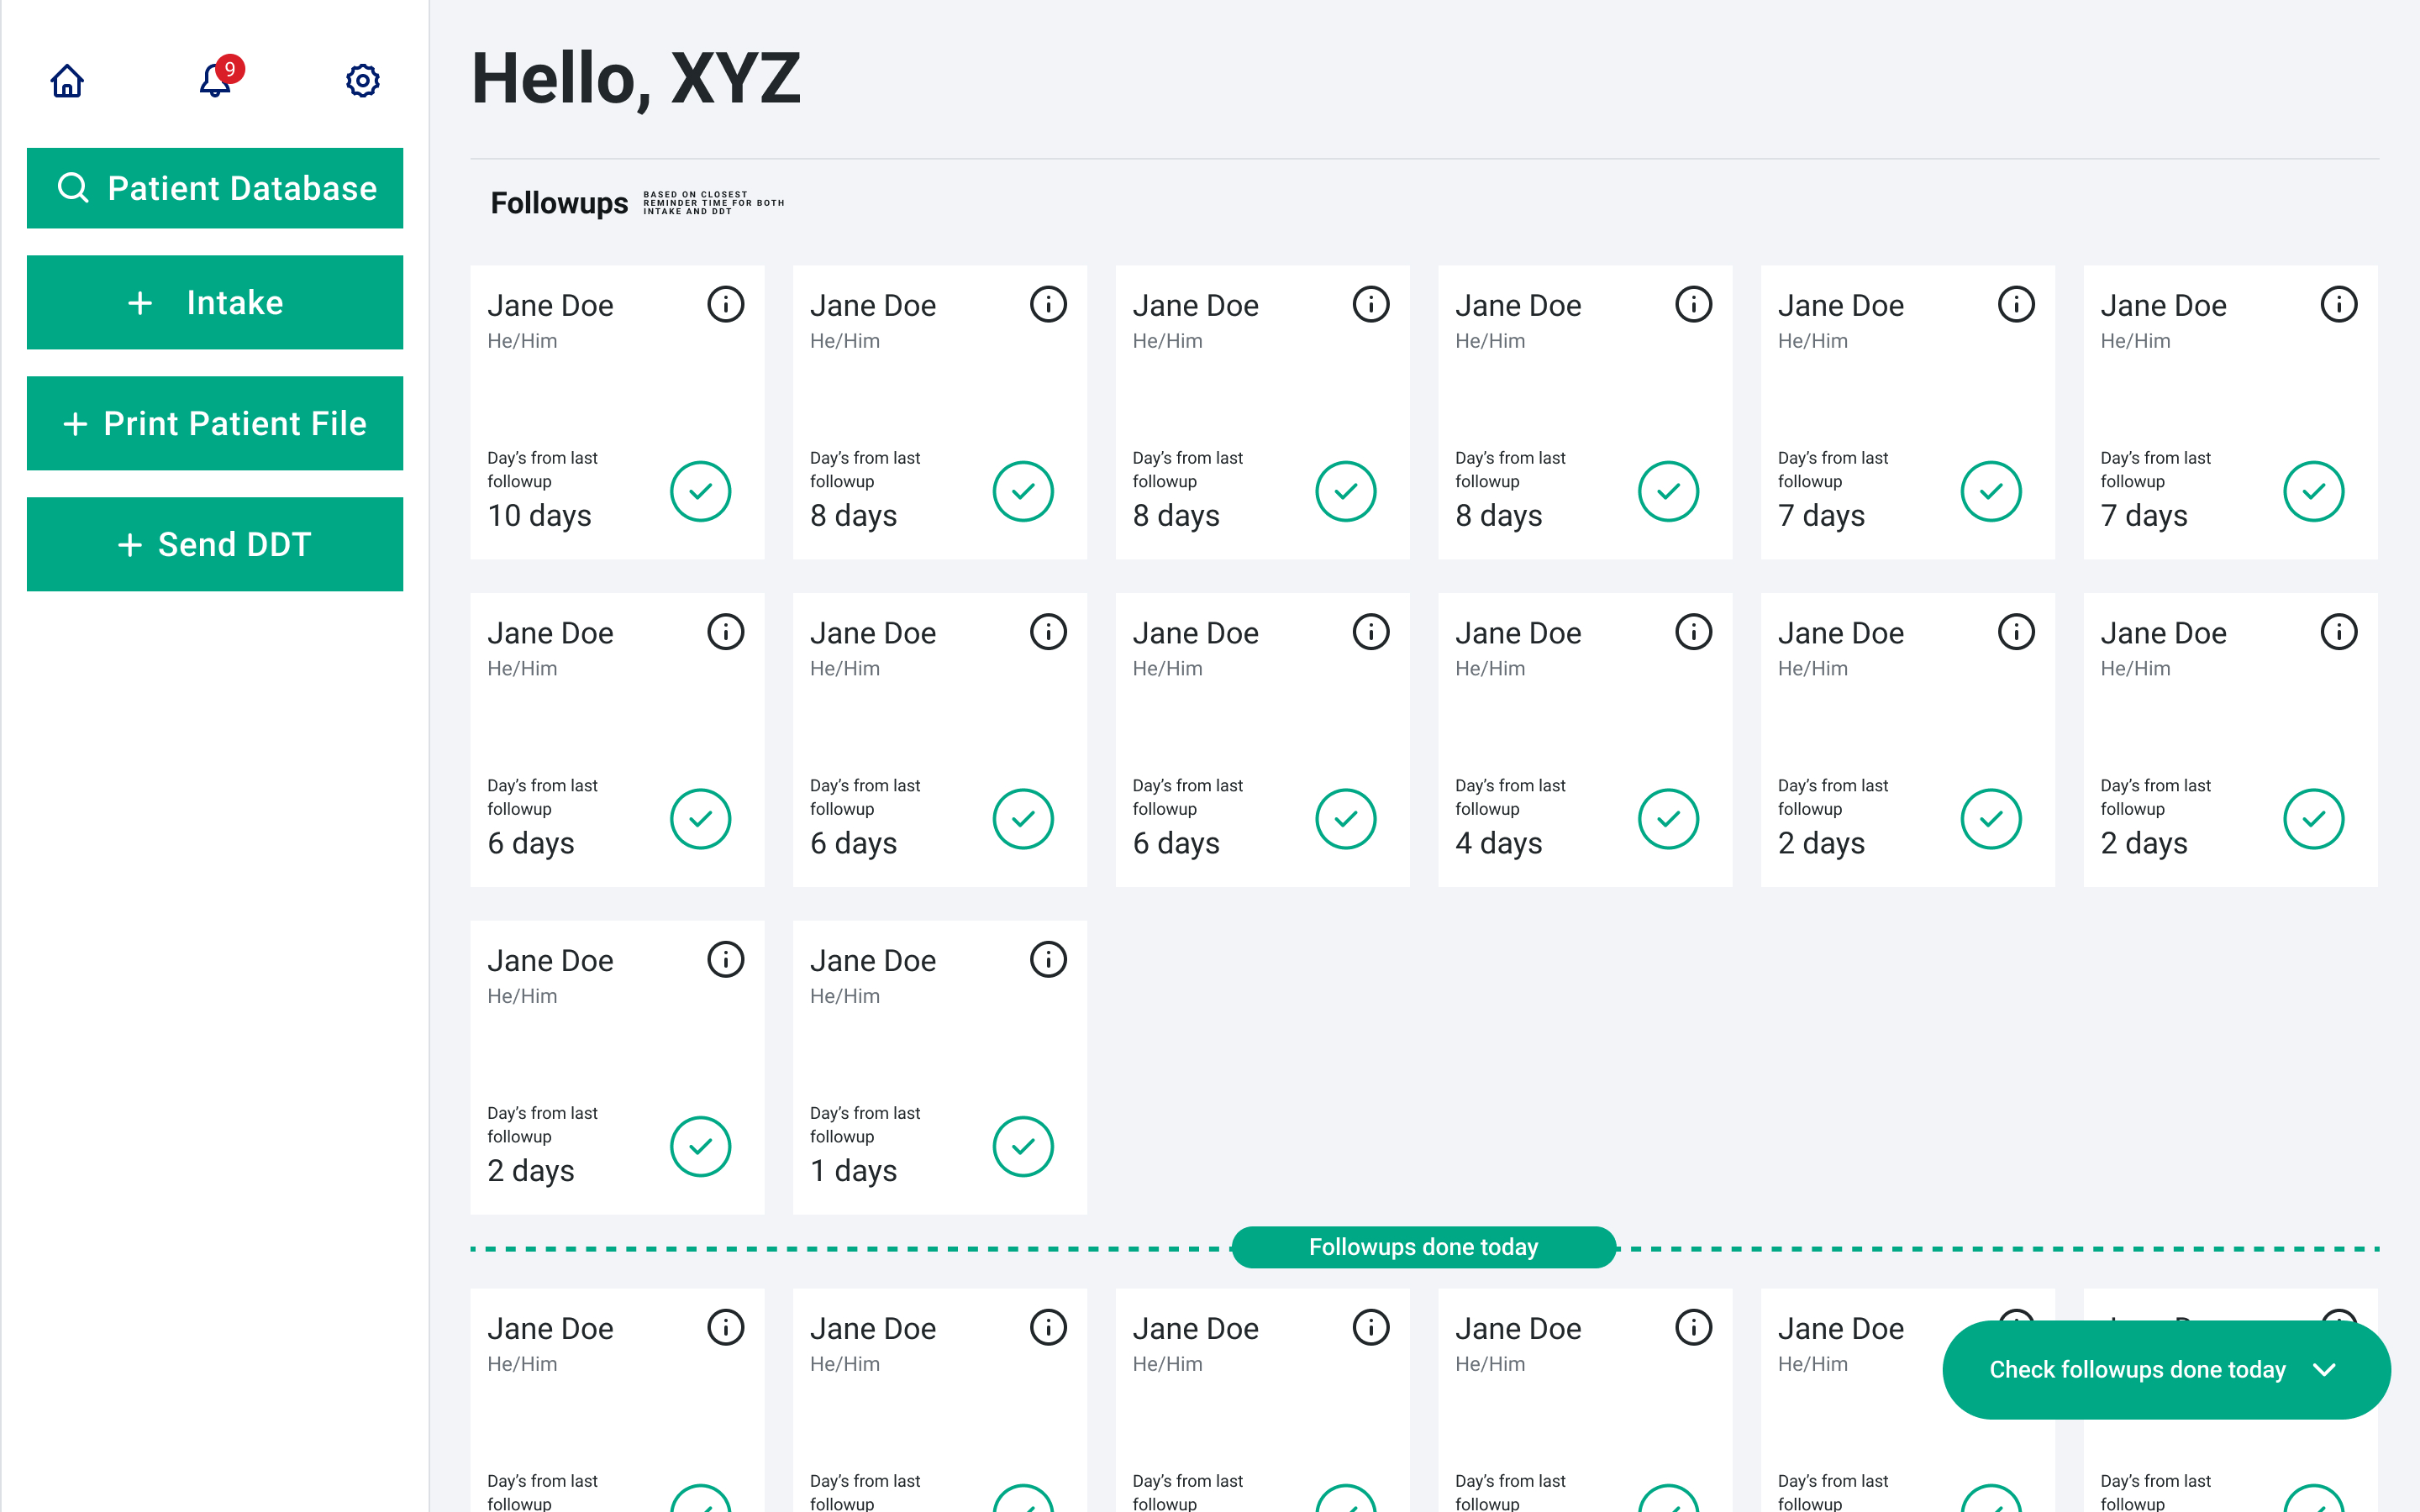 9
Hello, XYZ
Patient Database
Intake
Print Patient File
Send DDT
Followups
BASED ON CLOSEST
REMINDER TIME FOR BOTH
INTAKE AND DDT
Jane Doe
He/Him
Day’s from last
followup
10 days
Jane Doe
He/Him
Day’s from last
followup
8 days
Jane Doe
He/Him
Day’s from last
followup
8 days
Jane Doe
He/Him
Day’s from last
followup
8 days
Jane Doe
He/Him
Day’s from last
followup
7 days
Jane Doe
He/Him
Day’s from last
followup
7 days
Jane Doe
He/Him
Day’s from last
followup
6 days
Jane Doe
He/Him
Day’s from last
followup
6 days
Jane Doe
He/Him
Day’s from last
followup
6 days
Jane Doe
He/Him
Day’s from last
followup
4 days
Jane Doe
He/Him
Day’s from last
followup
2 days
Jane Doe
He/Him
Day’s from last
followup
2 days
Jane Doe
He/Him
Day’s from last
followup
2 days
Jane Doe
He/Him
Day’s from last
followup
1 days
Followups done today
Jane Doe
He/Him
Day’s from last
followup
Jane Doe
He/Him
Day’s from last
followup
Jane Doe
He/Him
Day’s from last
followup
Jane Doe
He/Him
Day’s from last
followup
Jane Doe
He/Him
Day’s from last
followup
Check followups done today
Day’s from last
followup